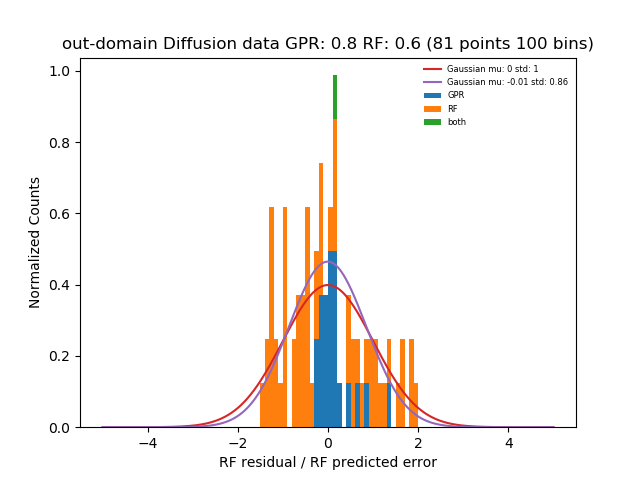 out-domain Diffusion data GPR: 0.8 RF: 0.6 (81 points 100 bins)
Gaussian mu: 0 std: 1
Gaussian mu: -0.01 std: 0.86
GPR
RF
both
Normalized Counts
1.0
0.8
0.6
0.4
0.2
0.0
−4 −2 0 2 4
RF residual / RF predicted error